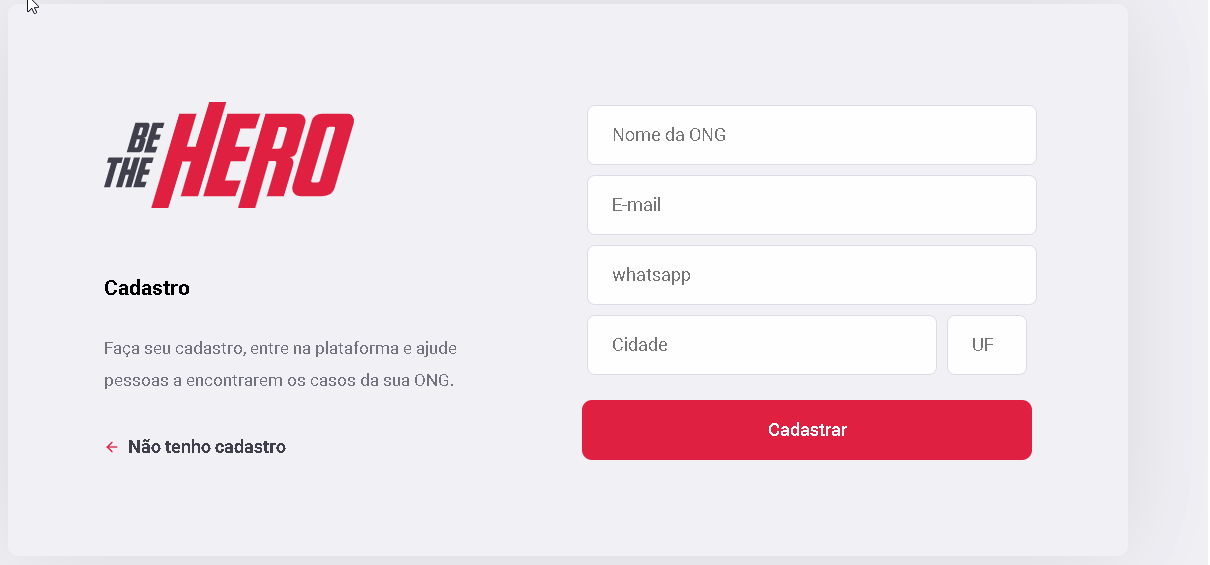 BE
THE HERO
Cadastro
Faça seu cadastro, entre na plataforma e ajude
pessoas a encontrarem os casos da sua ONG.
Não tenho cadastro
Nome da ONG
E-mail
whatsapp
Cidade UF
Cadastrar